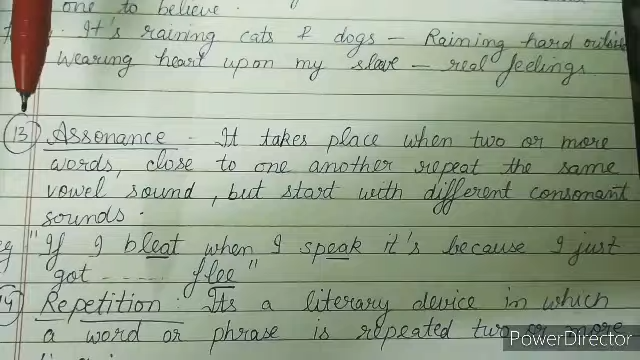 one to believe.
It's raining cats & dogs - Raining hard outside
wearing heart upon my slave - real feelings
13 Assonance - It takes place when two or more
words, close to one another repeat the same
vowel sound, but start with different consonant
sounds.
eg "If I bleat when I speak it's because I just
got ...... flee"
14 Repetition : Its a literary device in which
a word or phrase is repeated two or more
PowerDirector